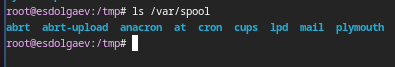 root@esdolgaev:/tmp# ls /var/spool
abrt abrt-upload anacron at cron cups lpd mail plymouth
root@esdolgaev:/tmp#